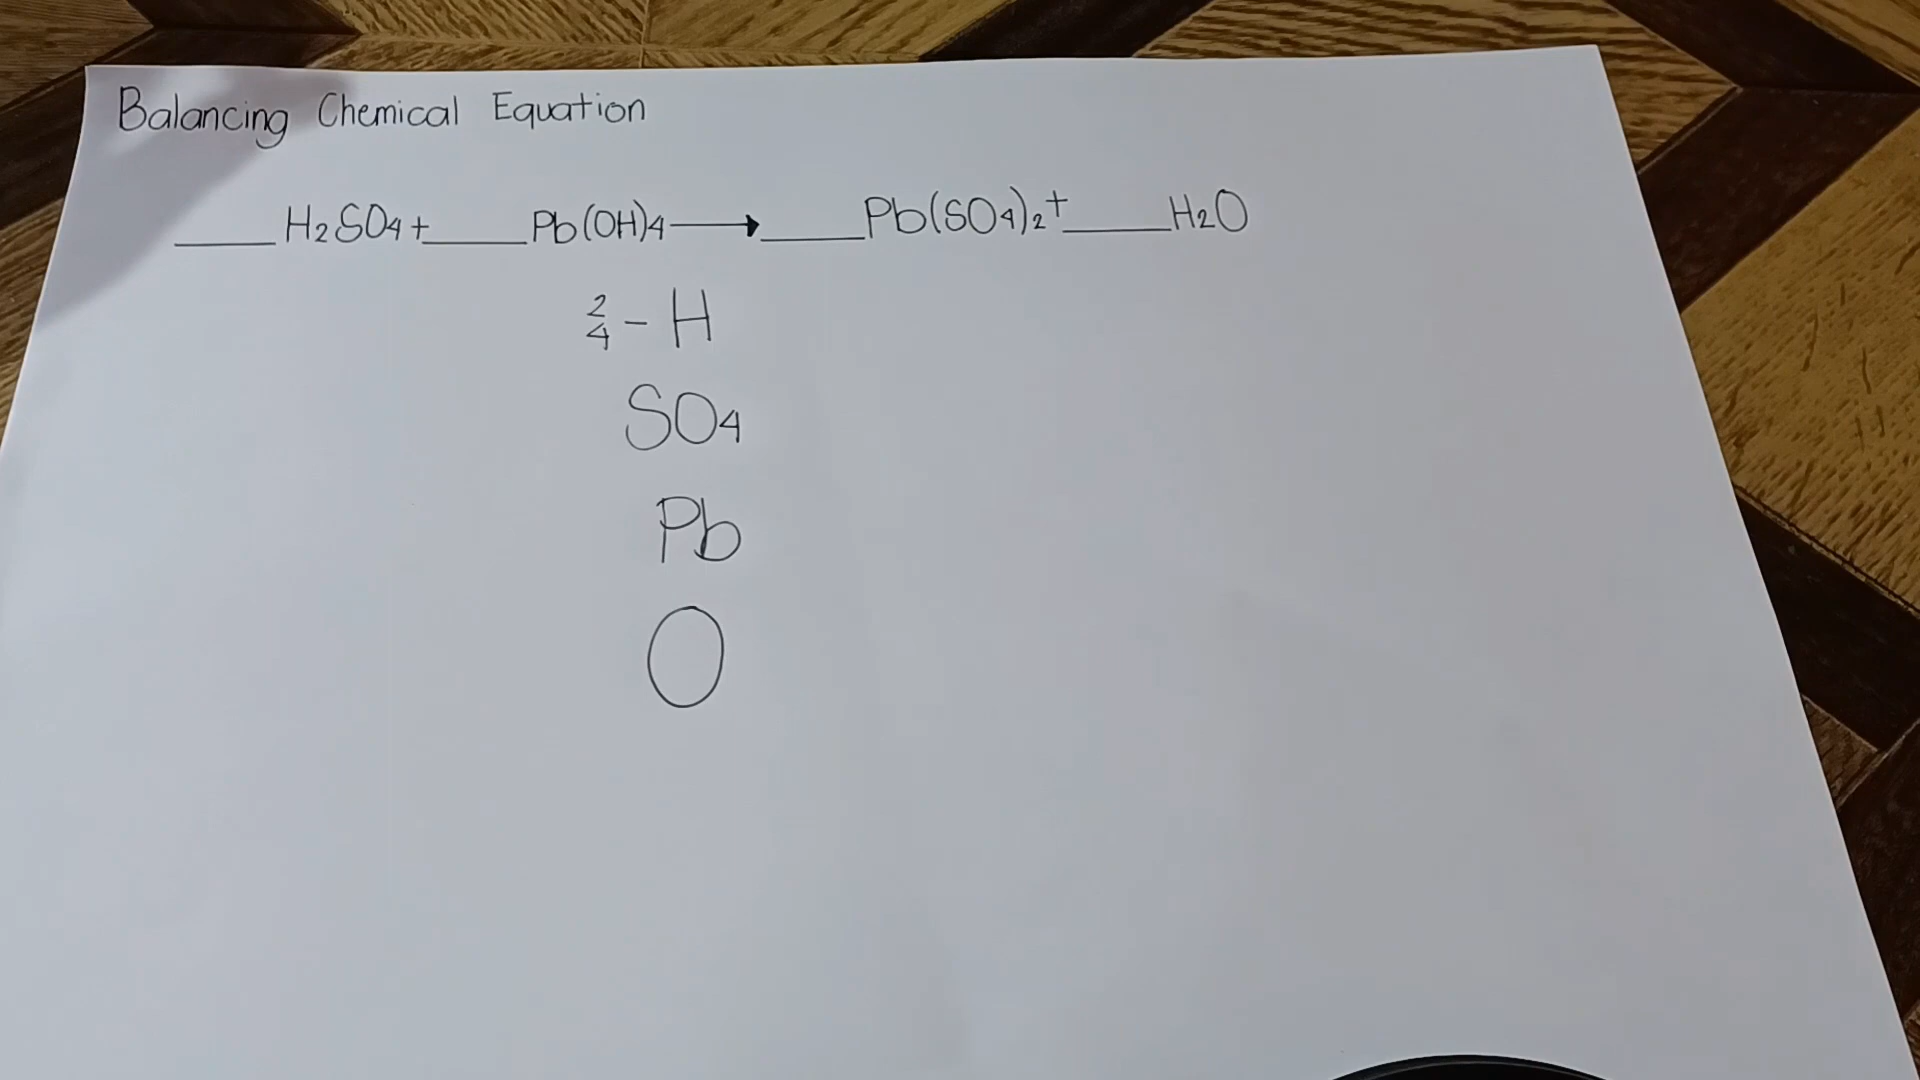 Balancing Chemical Equation
____H2SO4+____Pb(OH)4→____Pb(SO4)2+____H2O
2
4 - H
SO4
Pb
O